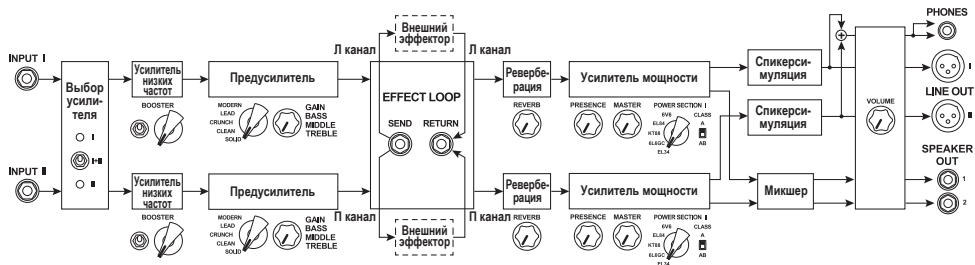 INPUT I
INPUT II
Выбор
усили-
теля
I
I+II
II
Усилитель
низких
частот
BOOSTER
Предусилитель
MODERN
LEAD
CRUNCH
CLEAN
SOLID
GAIN
BASS
MIDDLE
TREBLE
Усилитель
низких
частот
BOOSTER
Предусилитель
MODERN
LEAD
CRUNCH
CLEAN
SOLID
GAIN
BASS
MIDDLE
TREBLE
Внешний
эффектор
Л канал
Л канал
EFFECT LOOP
SEND
RETURN
П канал
П канал
Внешний
эффектор
Ревербе-
рация
REVERB
Усилитель мощности
PRESENCE
MASTER
POWER SECTION I
6V6
EL84
KT88
6L6GC
EL34
CLASS
A
AB
Ревербе-
рация
REVERB
Усилитель мощности
PRESENCE
MASTER
POWER SECTION I
6V6
EL84
KT88
6L6GC
EL34
CLASS
A
AB
Спикерси-
муляция
Спикерси-
муляция
Микшер
+
VOLUME
PHONES
I
LINE OUT
II
SPEAKER
OUT
1
2